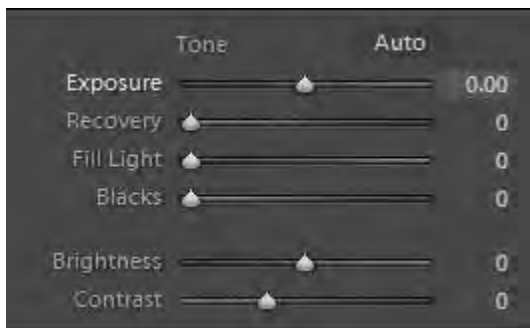 Tone Auto
Exposure 0.00
Recovery 0
Fill Light 0
Blacks 0
Brightness 0
Contrast 0